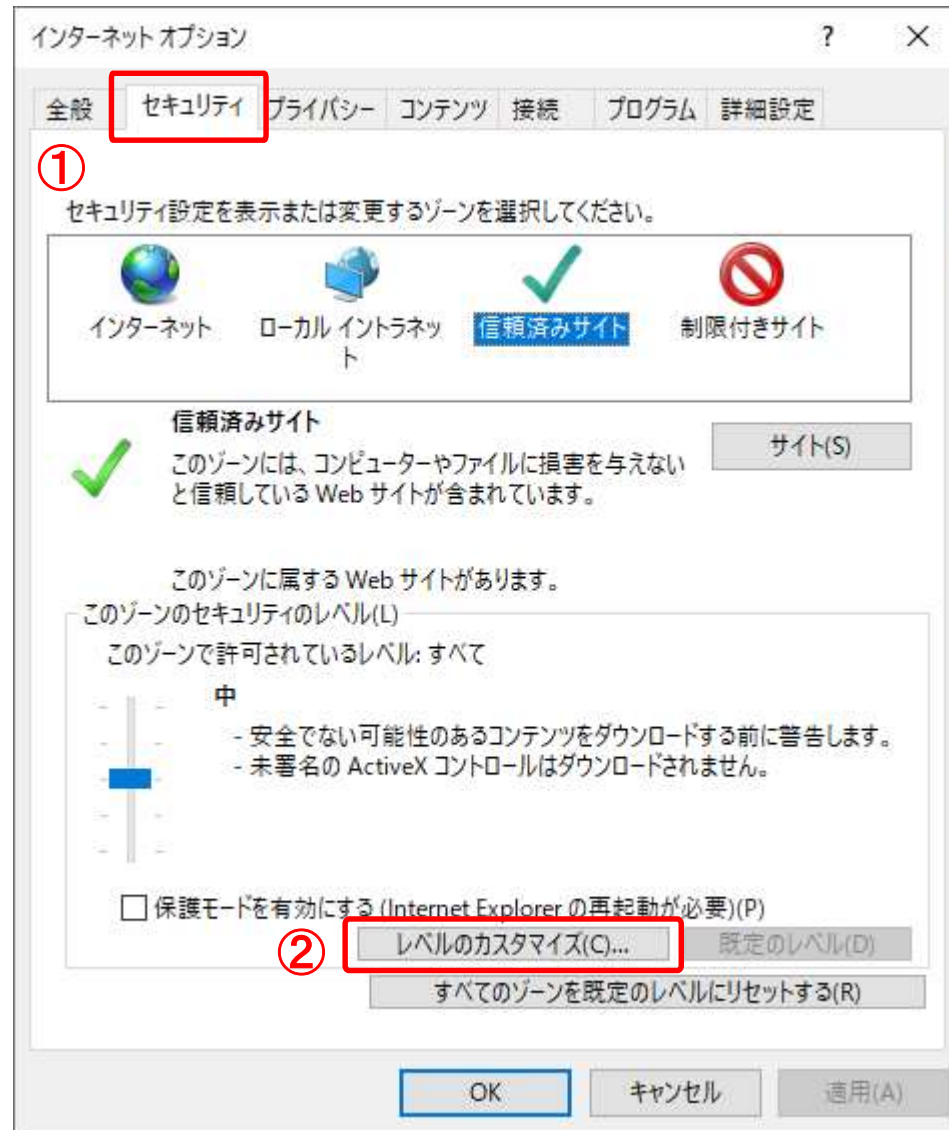 インターネット オプション
?
×
全般 セキュリティ プライバシー コンテンツ 接続 プログラム 詳細設定
①
セキュリティ設定を表示または変更するゾーンを選択してください。
インターネット ローカル イントラネッ 信頼済みサイト 制限付きサイト
ト
信頼済みサイト
サイト(S)
このゾーンには、コンピューターやファイルに損害を与えない
と信頼している Web サイトが含まれています。
このゾーンに属する Web サイトがあります。
このゾーンのセキュリティのレベル(L)
このゾーンで許可されているレベル: すべて
中
- 安全でない可能性のあるコンテンツをダウンロードする前に警告します。
- 未署名の ActiveX コントロールはダウンロードされません。
保護モードを有効にする (Internet Explorer の再起動が必要)(P)
② レベルのカスタマイズ(C)... 既定のレベル(D)
すべてのゾーンを既定のレベルにリセットする(R)
OK キャンセル 適用(A)